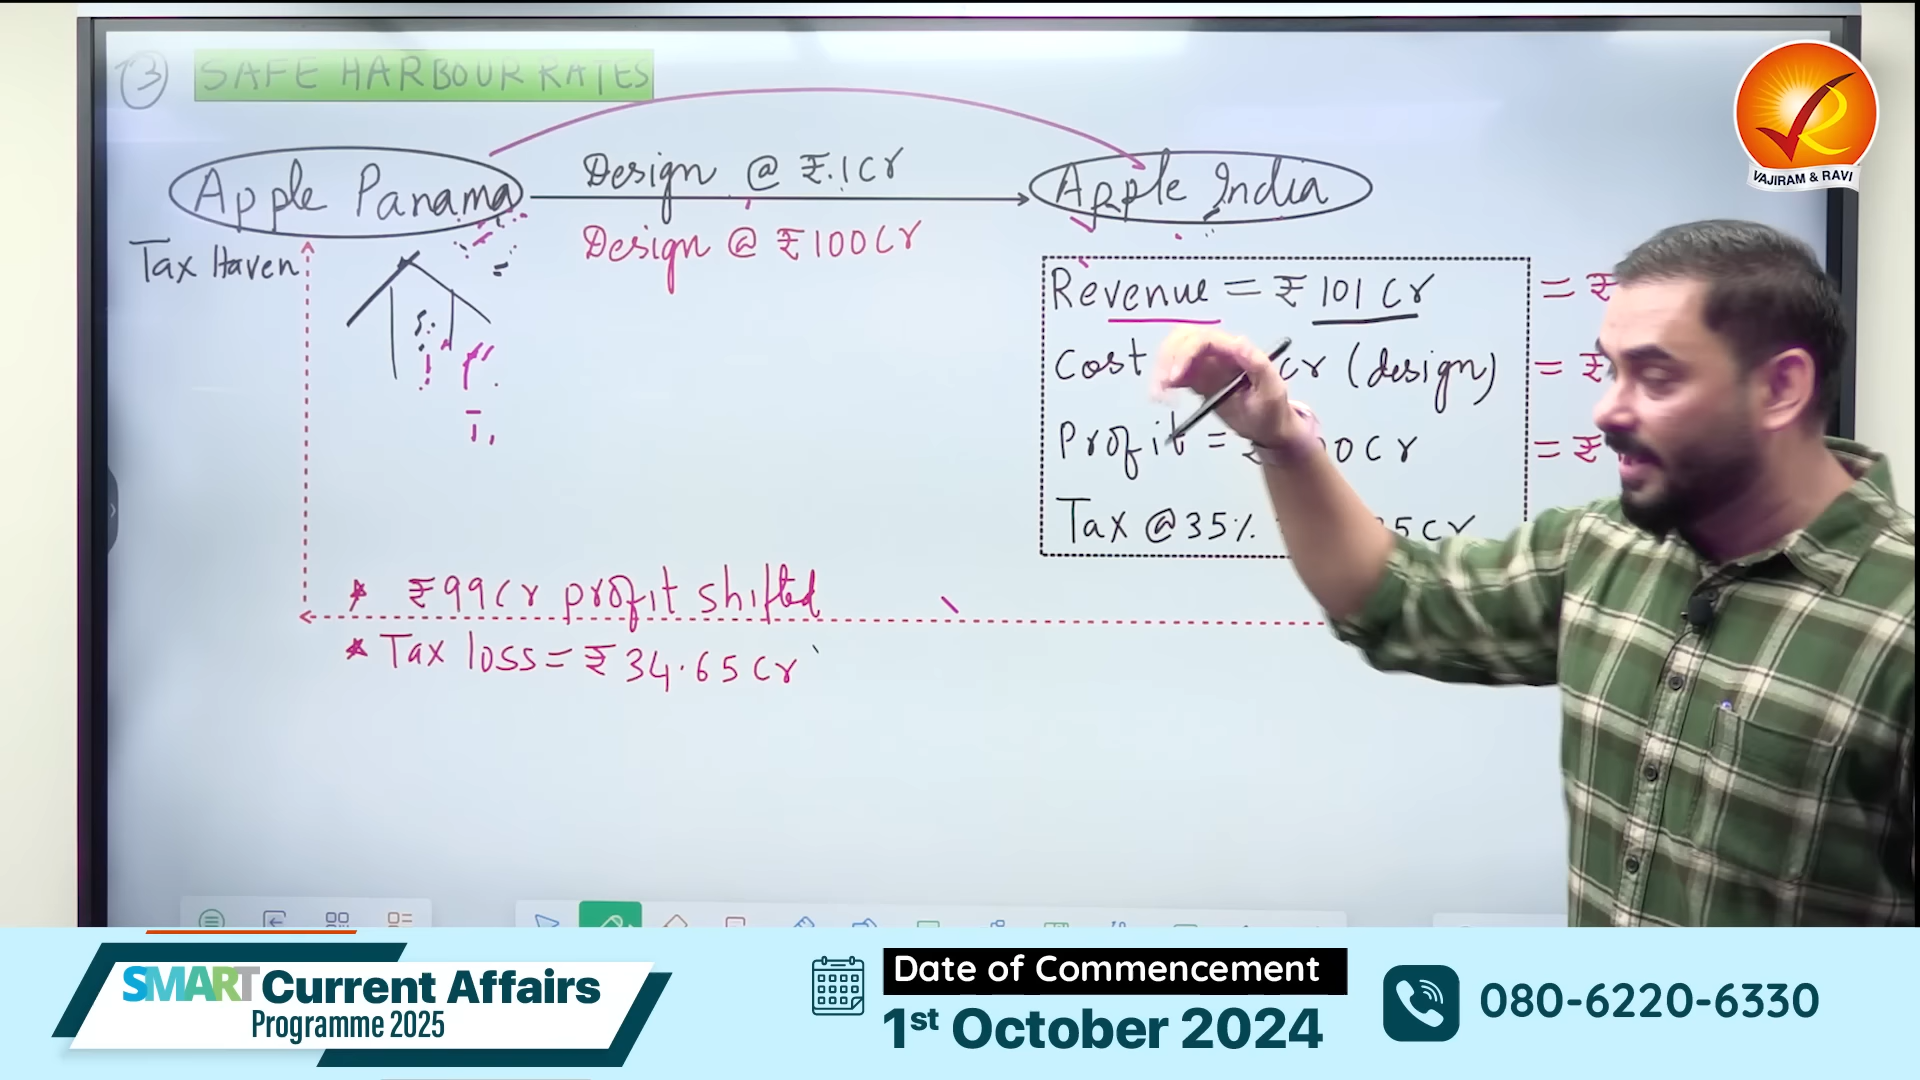 13 SAFE HARBOUR RATES
Apple Panama
Design @ ₹.1cr
Apple India
Tax Haven
Design @ ₹100cr
Revenue = ₹ 101 cr = ₹
Cost cr (design) = ₹
Profit = ₹ 00cr = ₹
Tax @35% 5cr
* ₹99cr profit shifted
* Tax loss = ₹34.65cr
VAJIRAM & RAVI
SMART Current Affairs
Programme 2025
Date of Commencement
1st October 2024
080-6220-6330